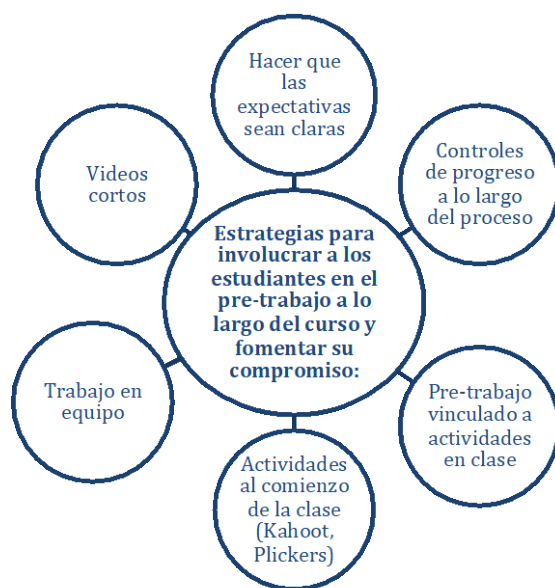 Hacer que
las
expectativas
sean claras
Controles
de progreso
a lo largo
del proceso
Videos
cortos
Estrategias para
involucrar a los
estudiantes en el
pre-trabajo a lo
largo del curso y
fomentar su
compromiso:
Trabajo en
equipo
Pre-trabajo
vinculado a
actividades
en clase
Actividades
al comienzo
de la clase
(Kahoot,
Plickers)